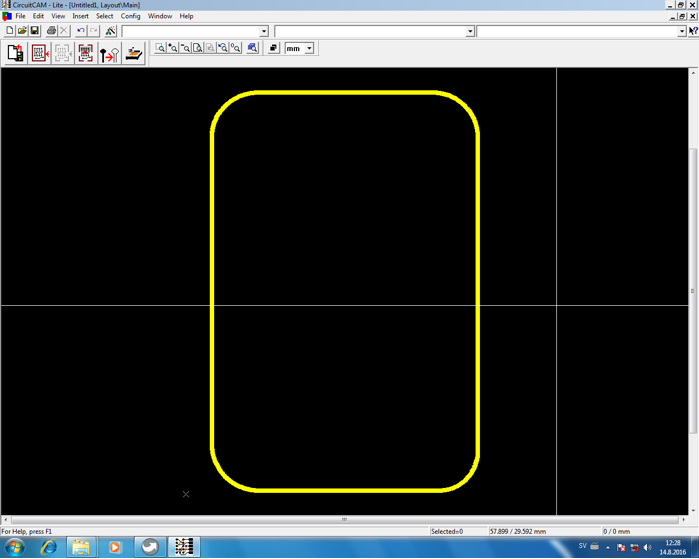 CircuitCAM - Lite - [Untitled1, Layout\Main]
File Edit View Insert Select Config Window Help
mm
For Help, press F1
Selected=0
57.899 / 29.592 mm
0 / 0 mm
SV
12:28
14.8.2016